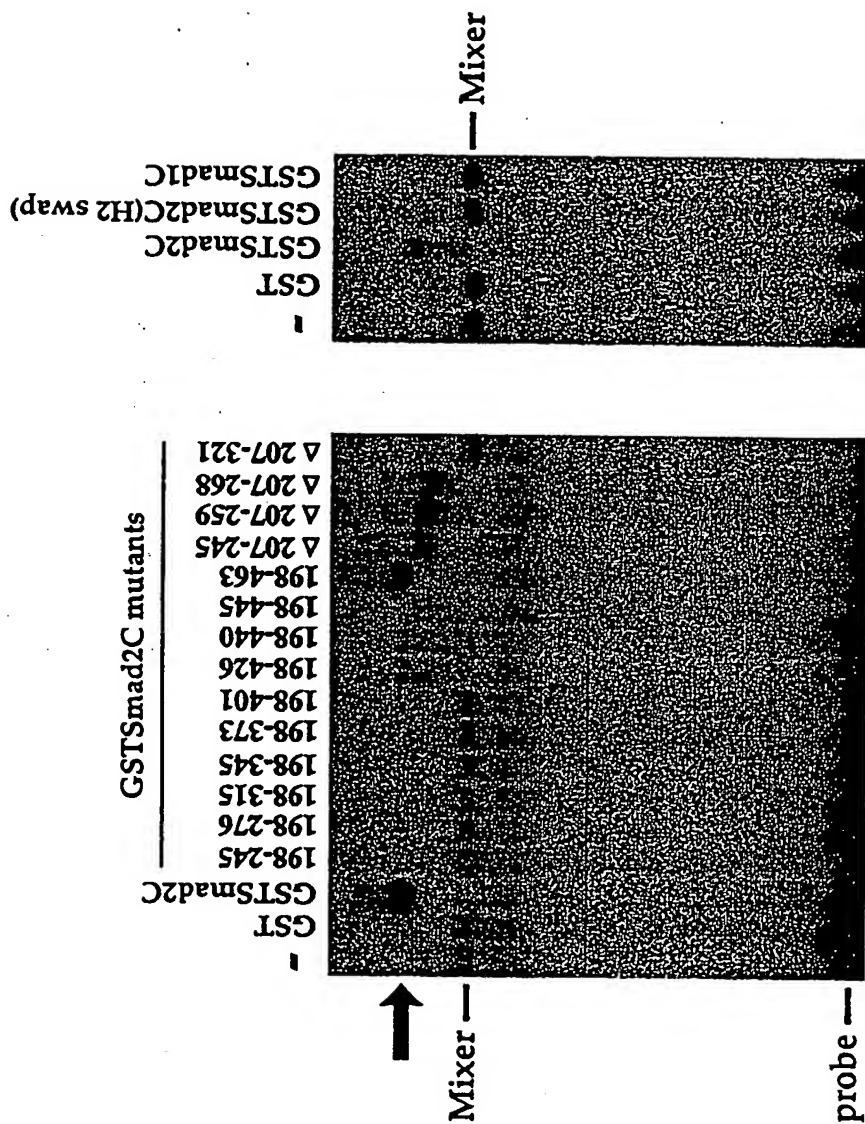 GSTSmad2C mutants
–
GST
GSTSmad2C
198-245
198-276
198-315
198-345
198-373
198-401
198-426
198-440
198-445
198-463
Δ 207-245
Δ 207-259
Δ 207-268
Δ 207-321
Mixer
probe
–
GST
GSTSmad2C
GSTSmad2C(H2 swap)
GSTSmad1C
Mixer